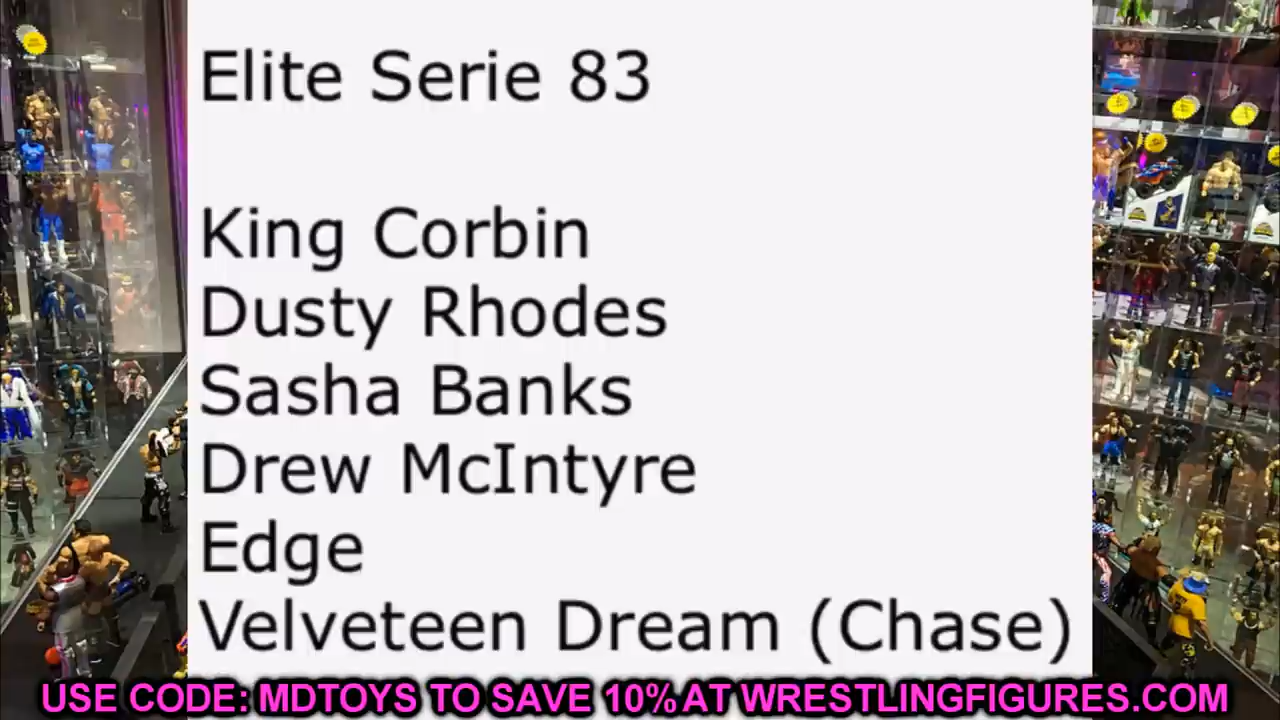 Elite Serie 83
King Corbin
Dusty Rhodes
Sasha Banks
Drew McIntyre
Edge
Velveteen Dream (Chase)
USE CODE: MDTOYS TO SAVE 10% AT WRESTLINGFIGURES.COM